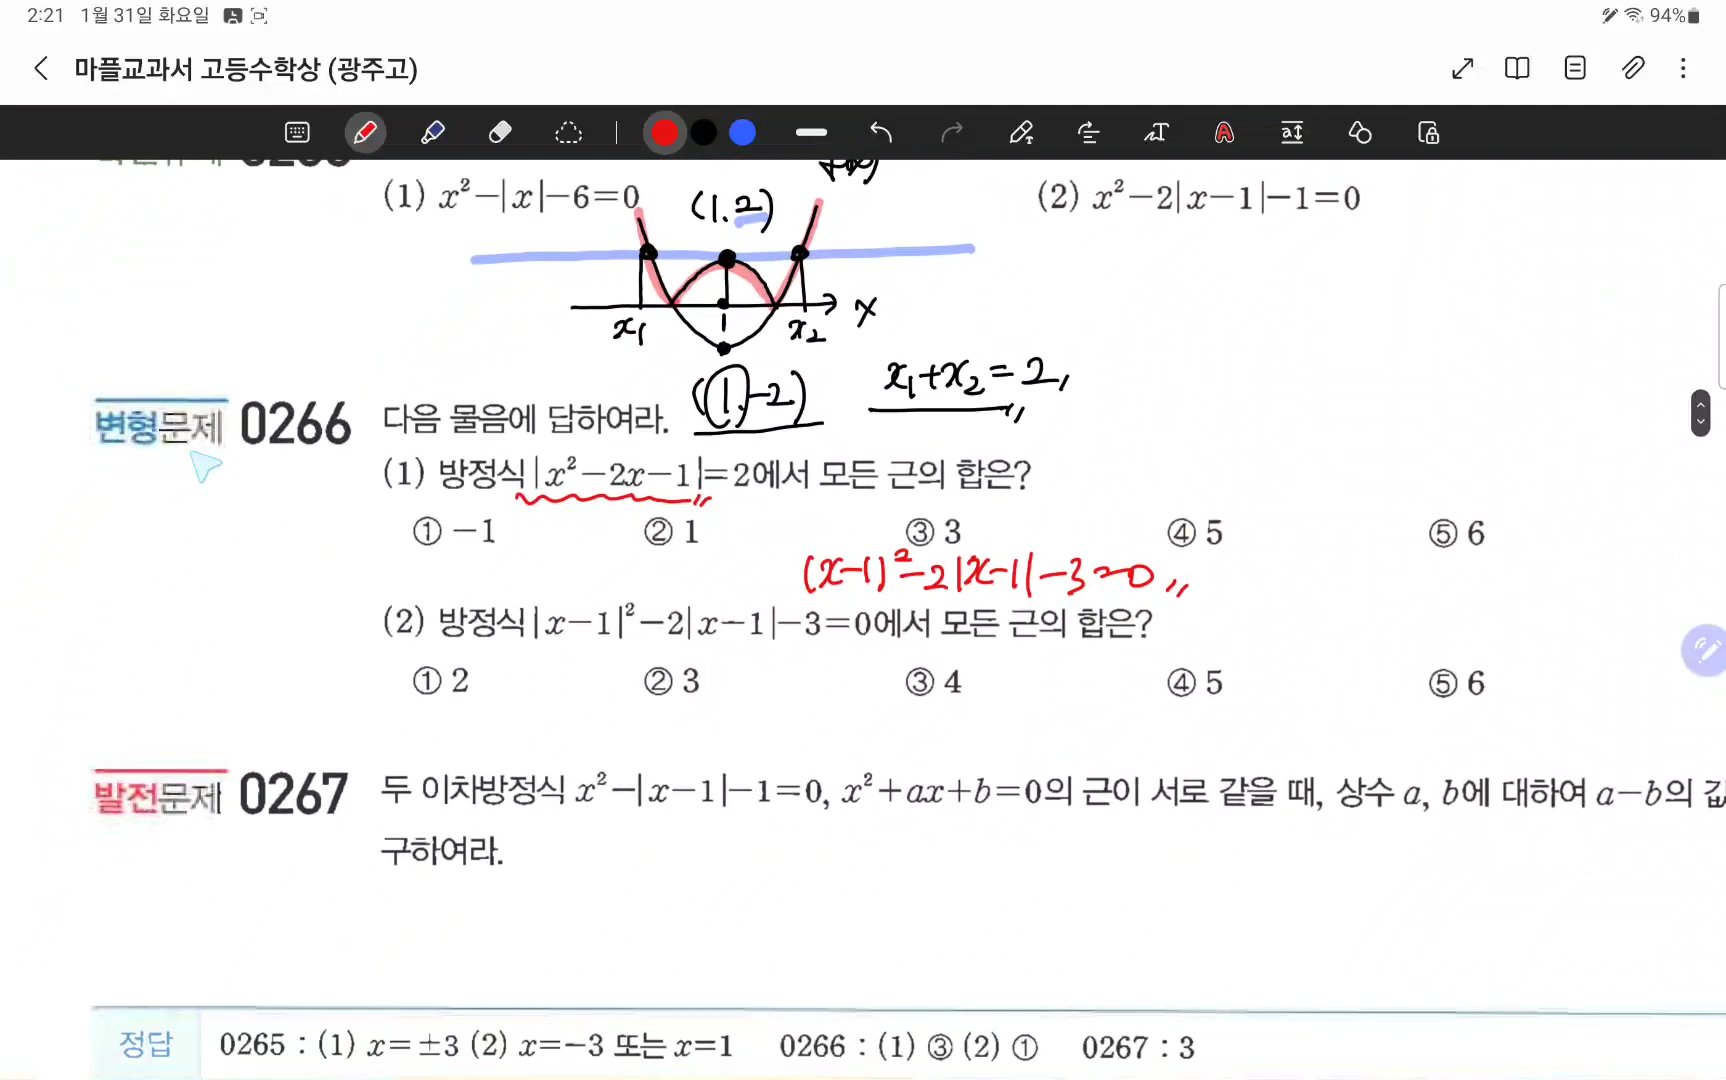 2:21 1월 31일 화요일 94%
마플교과서 고등수학상 (광주고)
(1) x²-|x|-6=0 (2) x²-2|x-1|-1=0
(1.2)
x₁ 1 x₂ x
(1.-2) x₁+x₂=2,
변형문제 0266 다음 물음에 답하여라.
(1) 방정식 |x²-2x-1|=2에서 모든 근의 합은?
① -1 ② 1 ③ 3 ④ 5 ⑤ 6
(x-1)²-2|x-1|-3=0
(2) 방정식 |x-1|²-2|x-1|-3=0에서 모든 근의 합은?
① 2 ② 3 ③ 4 ④ 5 ⑤ 6
발전문제 0267 두 이차방정식 x²-|x-1|-1=0, x²+ax+b=0의 근이 서로 같을 때, 상수 a, b에 대하여 a-b의
구하여라.
정답 0265 : (1) x=±3 (2) x=-3 또는 x=1 0266 : (1) ③ (2) ① 0267 : 3